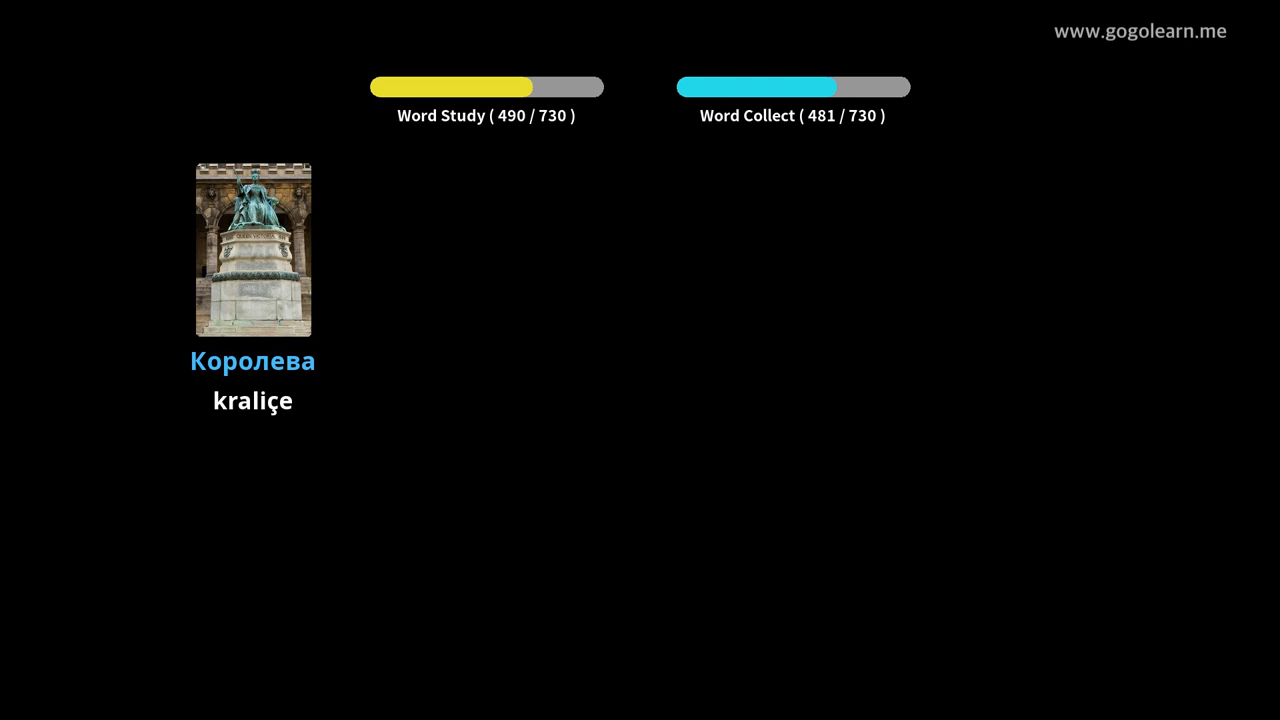 www.gogolearn.me
Word Study ( 490 / 730 )
Word Collect ( 481 / 730 )
Королева
kraliçe